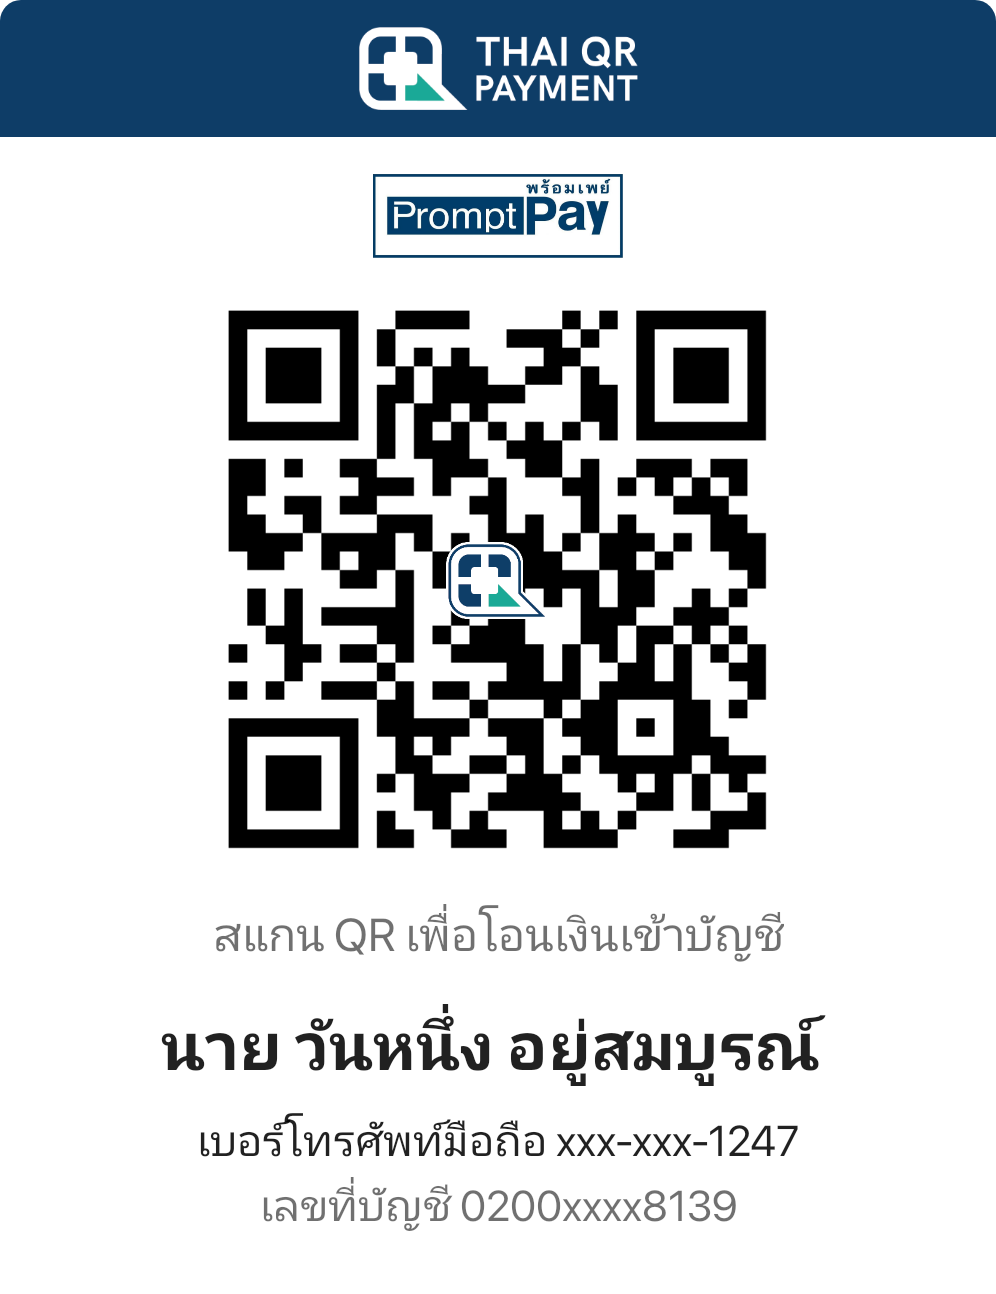 THAI QR
PAYMENT
พร้อมเพย์
PromptPay
สแกน QR เพื่อโอนเงินเข้าบัญชี
นาย วันหนึ่ง อยู่สมบูรณ์
เบอร์โทรศัพท์มือถือ xxx-xxx-1247
เลขที่บัญชี 0200xxxx8139